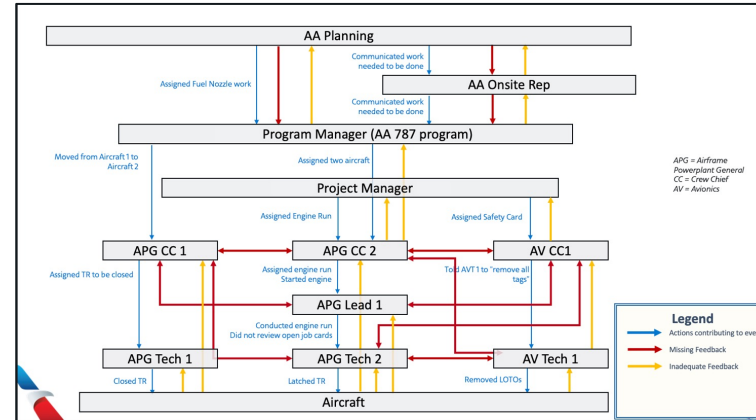 AA Planning
Communicated work
needed to be done
Assigned Fuel Nozzle work
AA Onsite Rep
Communicated work
needed to be done
Program Manager (AA 787 program)
Moved from Aircraft 1 to
Aircraft 2
Assigned two aircraft
APG = Airframe
Powerplant General
CC = Crew Chief
AV = Avionics
Project Manager
Assigned Engine Run
Assigned Safety Card
APG CC 1
APG CC 2
AV CC1
Assigned TR to be closed
Assigned engine run
Started engine
Told AVT 1 to "remove all
tags"
APG Lead 1
Conducted engine run
Did not review open job cards
APG Tech 1
APG Tech 2
AV Tech 1
Closed TR
Latched TR
Removed LOTOs
Aircraft
Legend
Actions contributing to eve
Missing Feedback
Inadequate Feedback